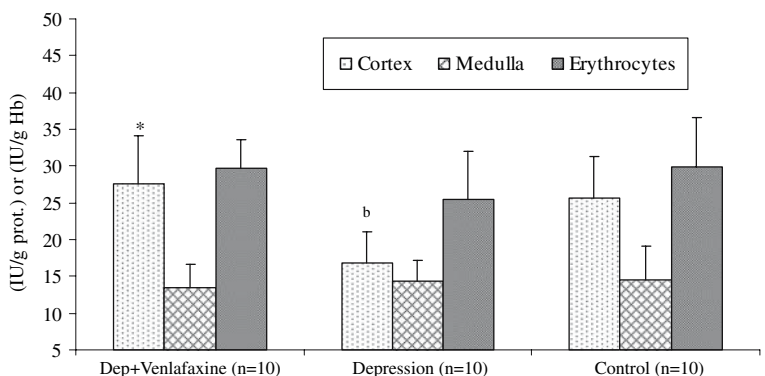 (IU/g prot.) or (IU/g Hb)
50
45
40
35
30
25
20
15
10
5
Cortex Medulla Erythrocytes
*
b
Dep+Venlafaxine (n=10) Depression (n=10) Control (n=10)